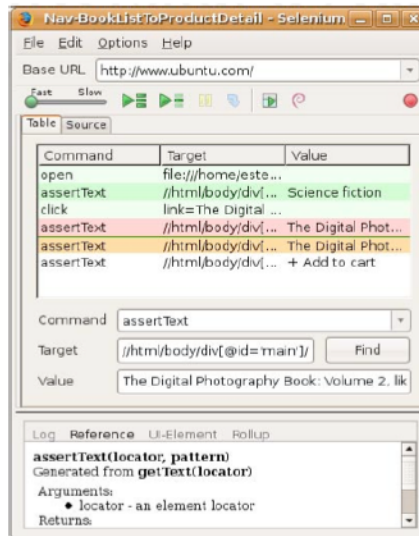 Nav-BookListToProductDetail - Selenium
File Edit Options Help
Base URL http://www.ubuntu.com/
Fast Slow
Table Source
Command Target Value
open file:///home/este...
assertText //html/body/div[... Science fiction
click link=The Digital ...
assertText //html/body/div[... The Digital Phot...
assertText //html/body/div[... The Digital Phot...
assertText //html/body/div[... + Add to cart
Command assertText
Target //html/body/div[@id='main']/ Find
Value The Digital Photography Book: Volume 2, lik
Log Reference UI-Element Rollup
assertText(locator, pattern)
Generated from getText(locator)
Arguments:
locator - an element locator
Returns: